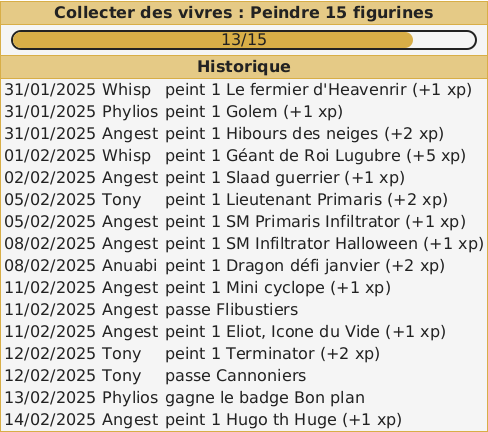 Collecter des vivres : Peindre 15 figurines
13/15
Historique
31/01/2025 Whisp peint 1 Le fermier d'Heavenrir (+1 xp)
31/01/2025 Phylios peint 1 Golem (+1 xp)
31/01/2025 Angest peint 1 Hibours des neiges (+2 xp)
01/02/2025 Whisp peint 1 Géant de Roi Lugubre (+5 xp)
02/02/2025 Angest peint 1 Slaad guerrier (+1 xp)
05/02/2025 Tony peint 1 Lieutenant Primaris (+2 xp)
05/02/2025 Angest peint 1 SM Primaris Infiltrator (+1 xp)
08/02/2025 Angest peint 1 SM Infiltrator Halloween (+1 xp)
08/02/2025 Anuabi peint 1 Dragon défi janvier (+2 xp)
11/02/2025 Angest peint 1 Mini cyclope (+1 xp)
11/02/2025 Angest passe Flibustiers
11/02/2025 Angest peint 1 Eliot, Icone du Vide (+1 xp)
12/02/2025 Tony peint 1 Terminator (+2 xp)
12/02/2025 Tony passe Cannoniers
13/02/2025 Phylios gagne le badge Bon plan
14/02/2025 Angest peint 1 Hugo th Huge (+1 xp)